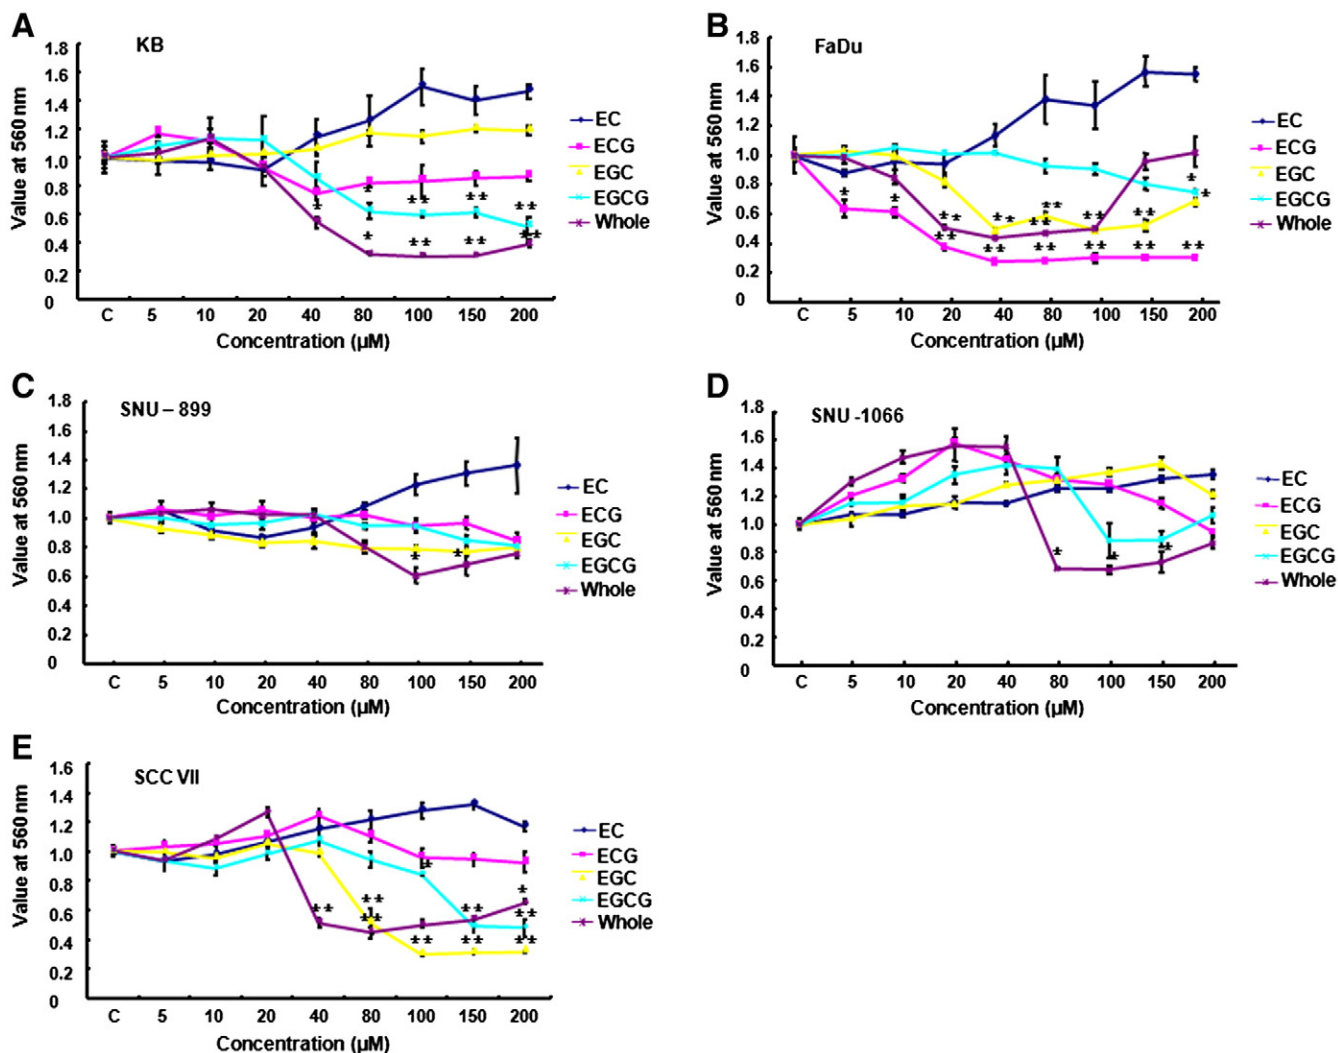 A
KB
Value at 560 nm
1.8
1.6
1.4
1.2
1.0
0.8
0.6
0.4
0.2
0
C 5 10 20 40 80 100 150 200
Concentration (µM)
EC
ECG
EGC
EGCG
Whole
B
FaDu
Value at 560 nm
1.8
1.6
1.4
1.2
1.0
0.8
0.6
0.4
0.2
0
C 5 10 20 40 80 100 150 200
Concentration (µM)
EC
ECG
EGC
EGCG
Whole
C
SNU – 899
Value at 560 nm
1.8
1.6
1.4
1.2
1.0
0.8
0.6
0.4
0.2
0
C 5 10 20 40 80 100 150 200
Concentration (µM)
EC
ECG
EGC
EGCG
Whole
D
SNU -1066
Value at 560 nm
1.8
1.6
1.4
1.2
1.0
0.8
0.6
0.4
0.2
0
C 5 10 20 40 80 100 150 200
Concentration (µM)
EC
ECG
EGC
EGCG
Whole
E
SCC VII
Value at 560 nm
1.6
1.4
1.2
1.0
0.8
0.6
0.4
0.2
0
C 5 10 20 40 80 100 150 200
Concentration (µM)
EC
ECG
EGC
EGCG
Whole